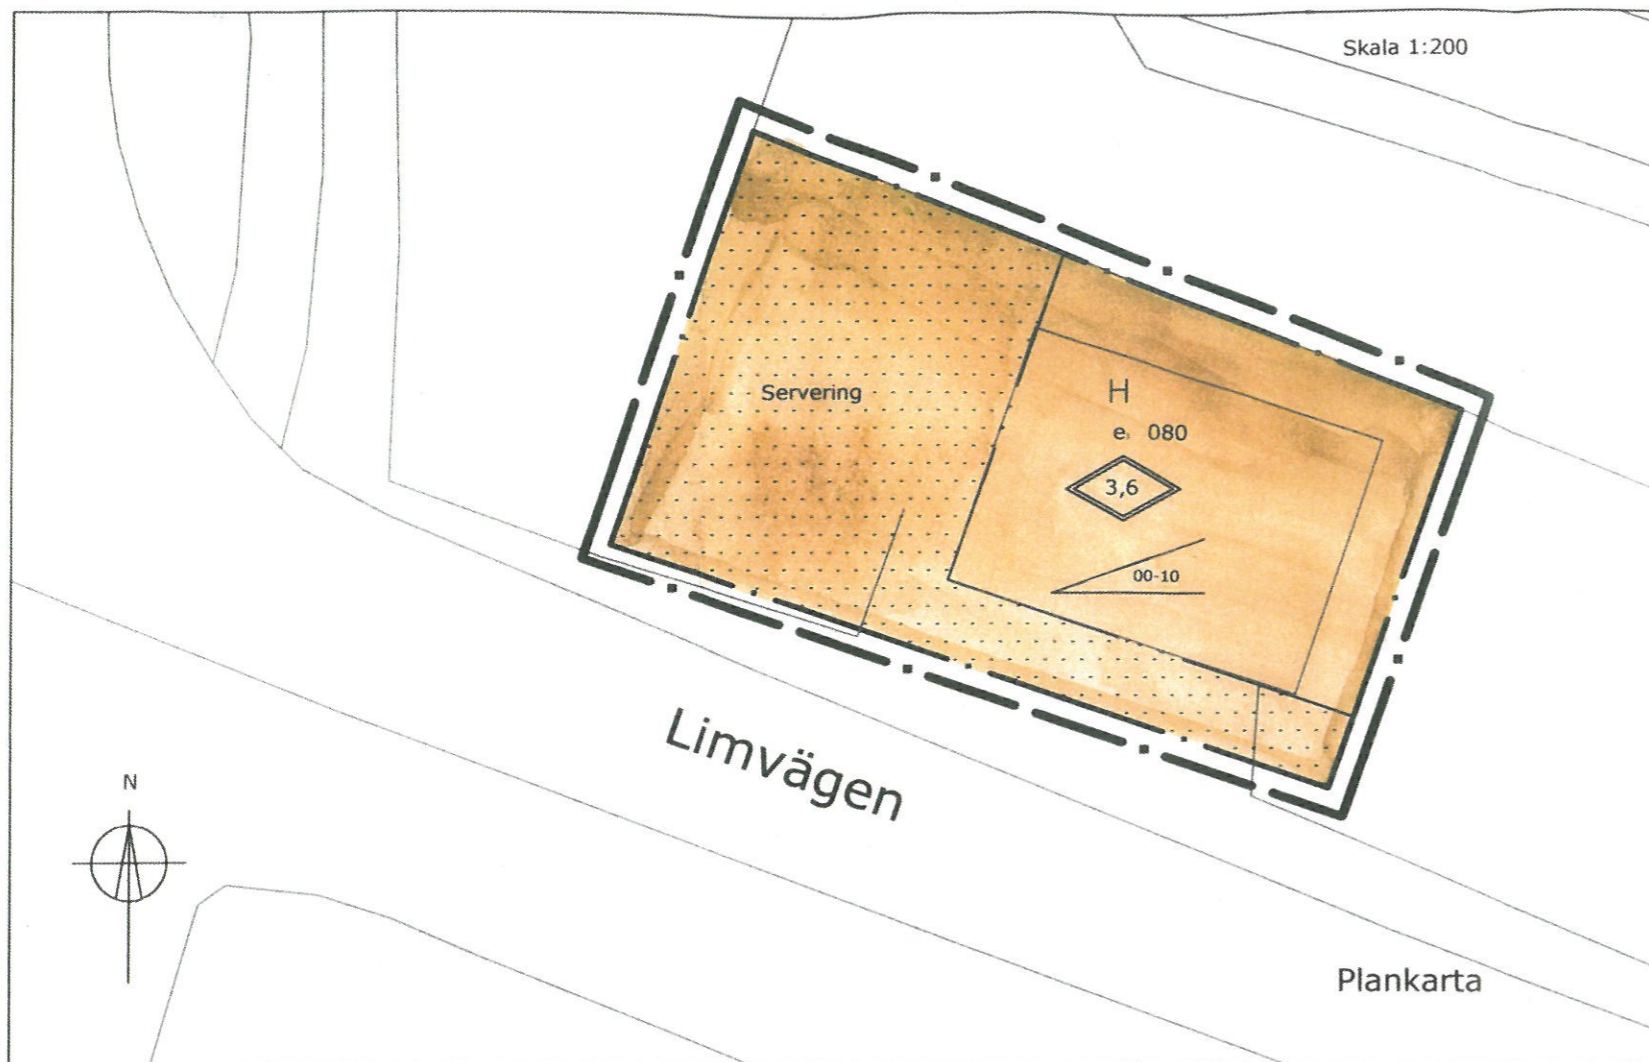 Skala 1:200
Servering
H
e₁ 080
3,6
00-10
Limvägen
N
Plankarta